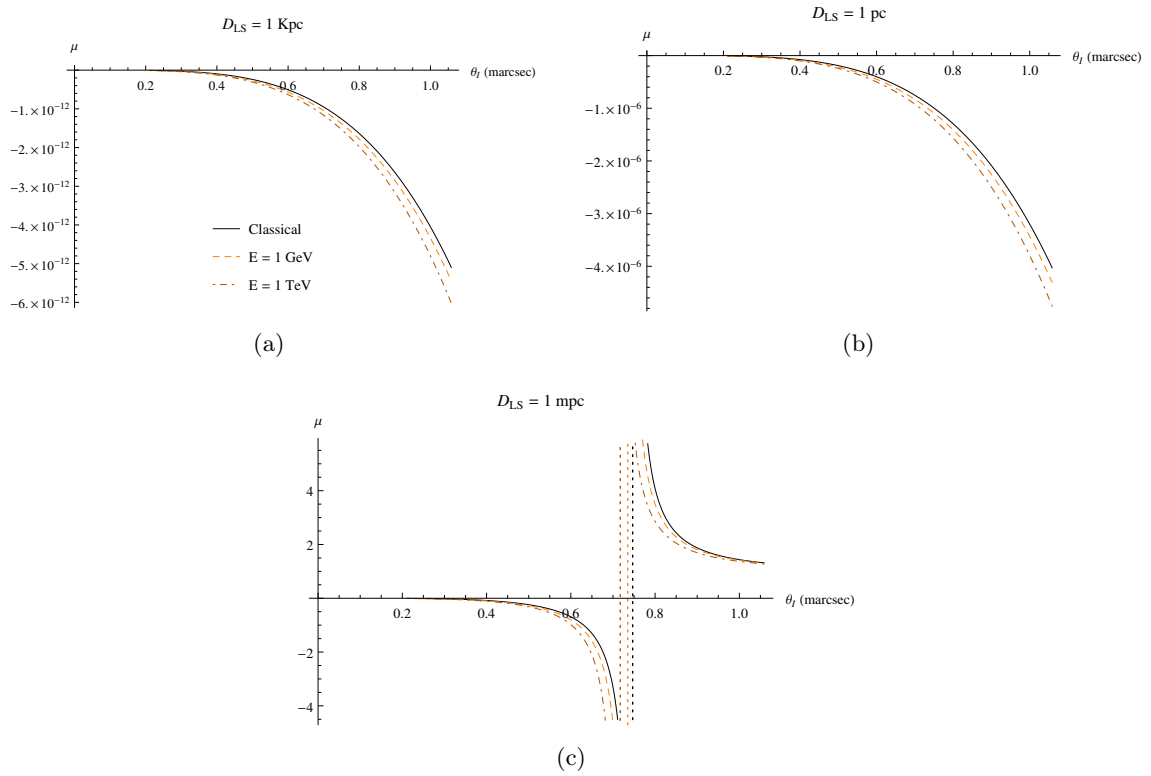 D_LS = 1 Kpc
μ
θ_I (marcsec)
0.2 0.4 0.6 0.8 1.0
-1.×10^-12
-2.×10^-12
-3.×10^-12
-4.×10^-12
-5.×10^-12
-6.×10^-12
Classical
E = 1 GeV
E = 1 TeV
(a)
D_LS = 1 pc
μ
θ_I (marcsec)
0.2 0.4 0.6 0.8 1.0
-1.×10^-6
-2.×10^-6
-3.×10^-6
-4.×10^-6
(b)
D_LS = 1 mpc
μ
4
2
θ_I (marcsec)
0.2 0.4 0.6 0.8 1.0
-2
-4
(c)